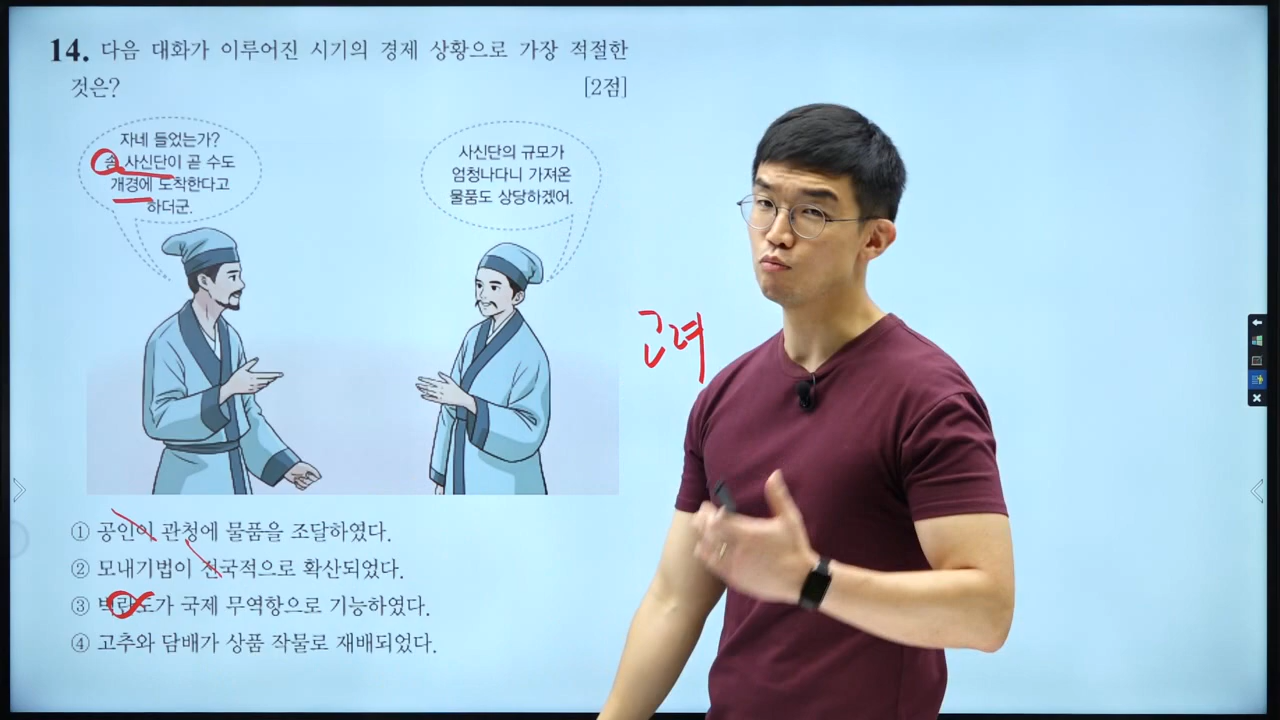 14. 다음 대화가 이루어진 시기의 경제 상황으로 가장 적절한
것은? [2점]
자네 들었는가?
송 사신단이 곧 수도
개경에 도착한다고
하더군.
사신단의 규모가
엄청나다니 가져온
물품도 상당하겠어.
고려
① 공인이 관청에 물품을 조달하였다.
② 모내기법이 전국적으로 확산되었다.
③ 벽란도가 국제 무역항으로 기능하였다.
④ 고추와 담배가 상품 작물로 재배되었다.